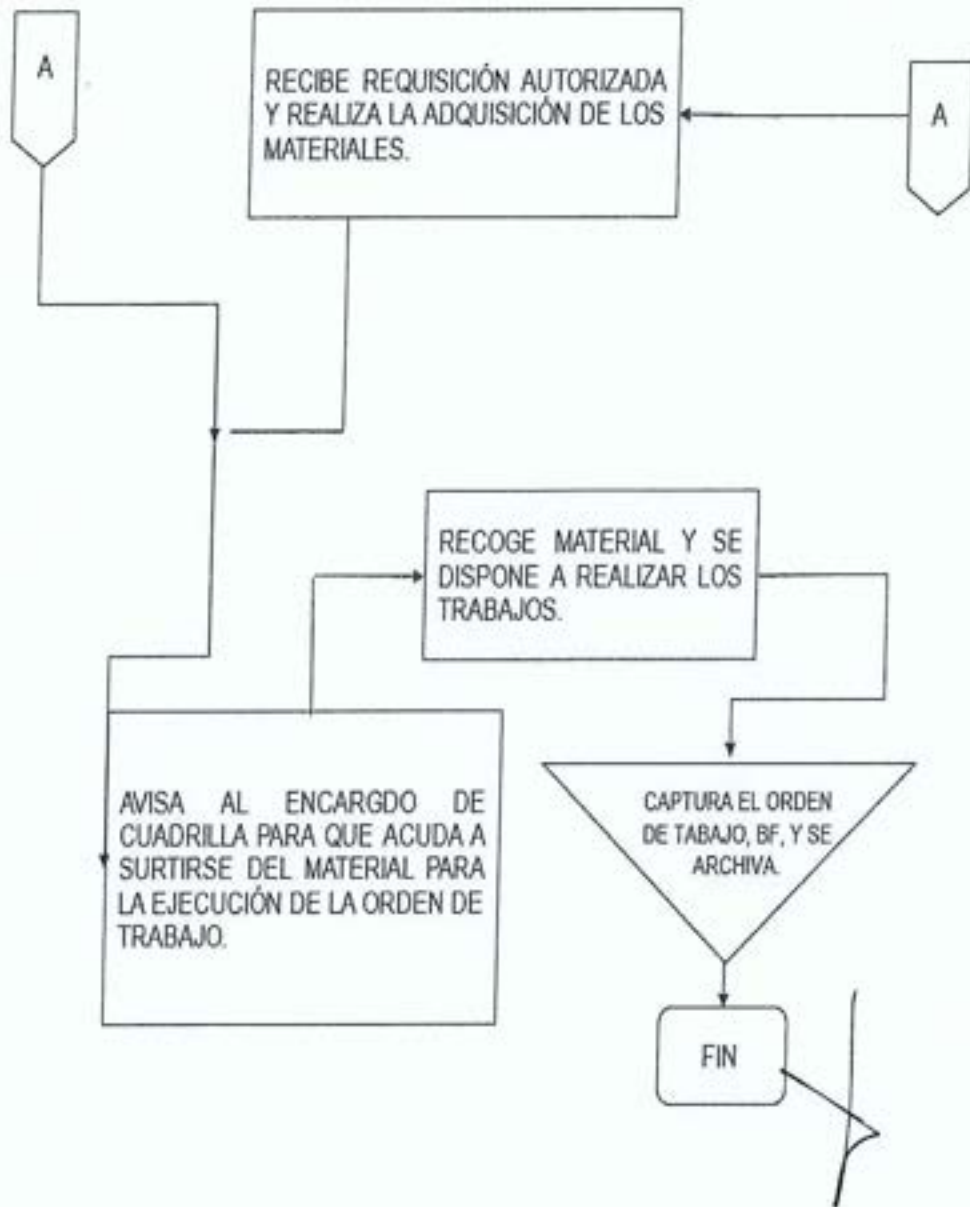 A
RECIBE REQUISICIÓN AUTORIZADA
Y REALIZA LA ADQUISICIÓN DE LOS
MATERIALES.
A
RECOGE MATERIAL Y SE
DISPONE A REALIZAR LOS
TRABAJOS.
AVISA AL ENCARGDO DE
CUADRILLA PARA QUE ACUDA A
SURTIRSE DEL MATERIAL PARA
LA EJECUCIÓN DE LA ORDEN DE
TRABAJO.
CAPTURA EL ORDEN
DE TABAJO, BF, Y SE
ARCHIVA.
FIN